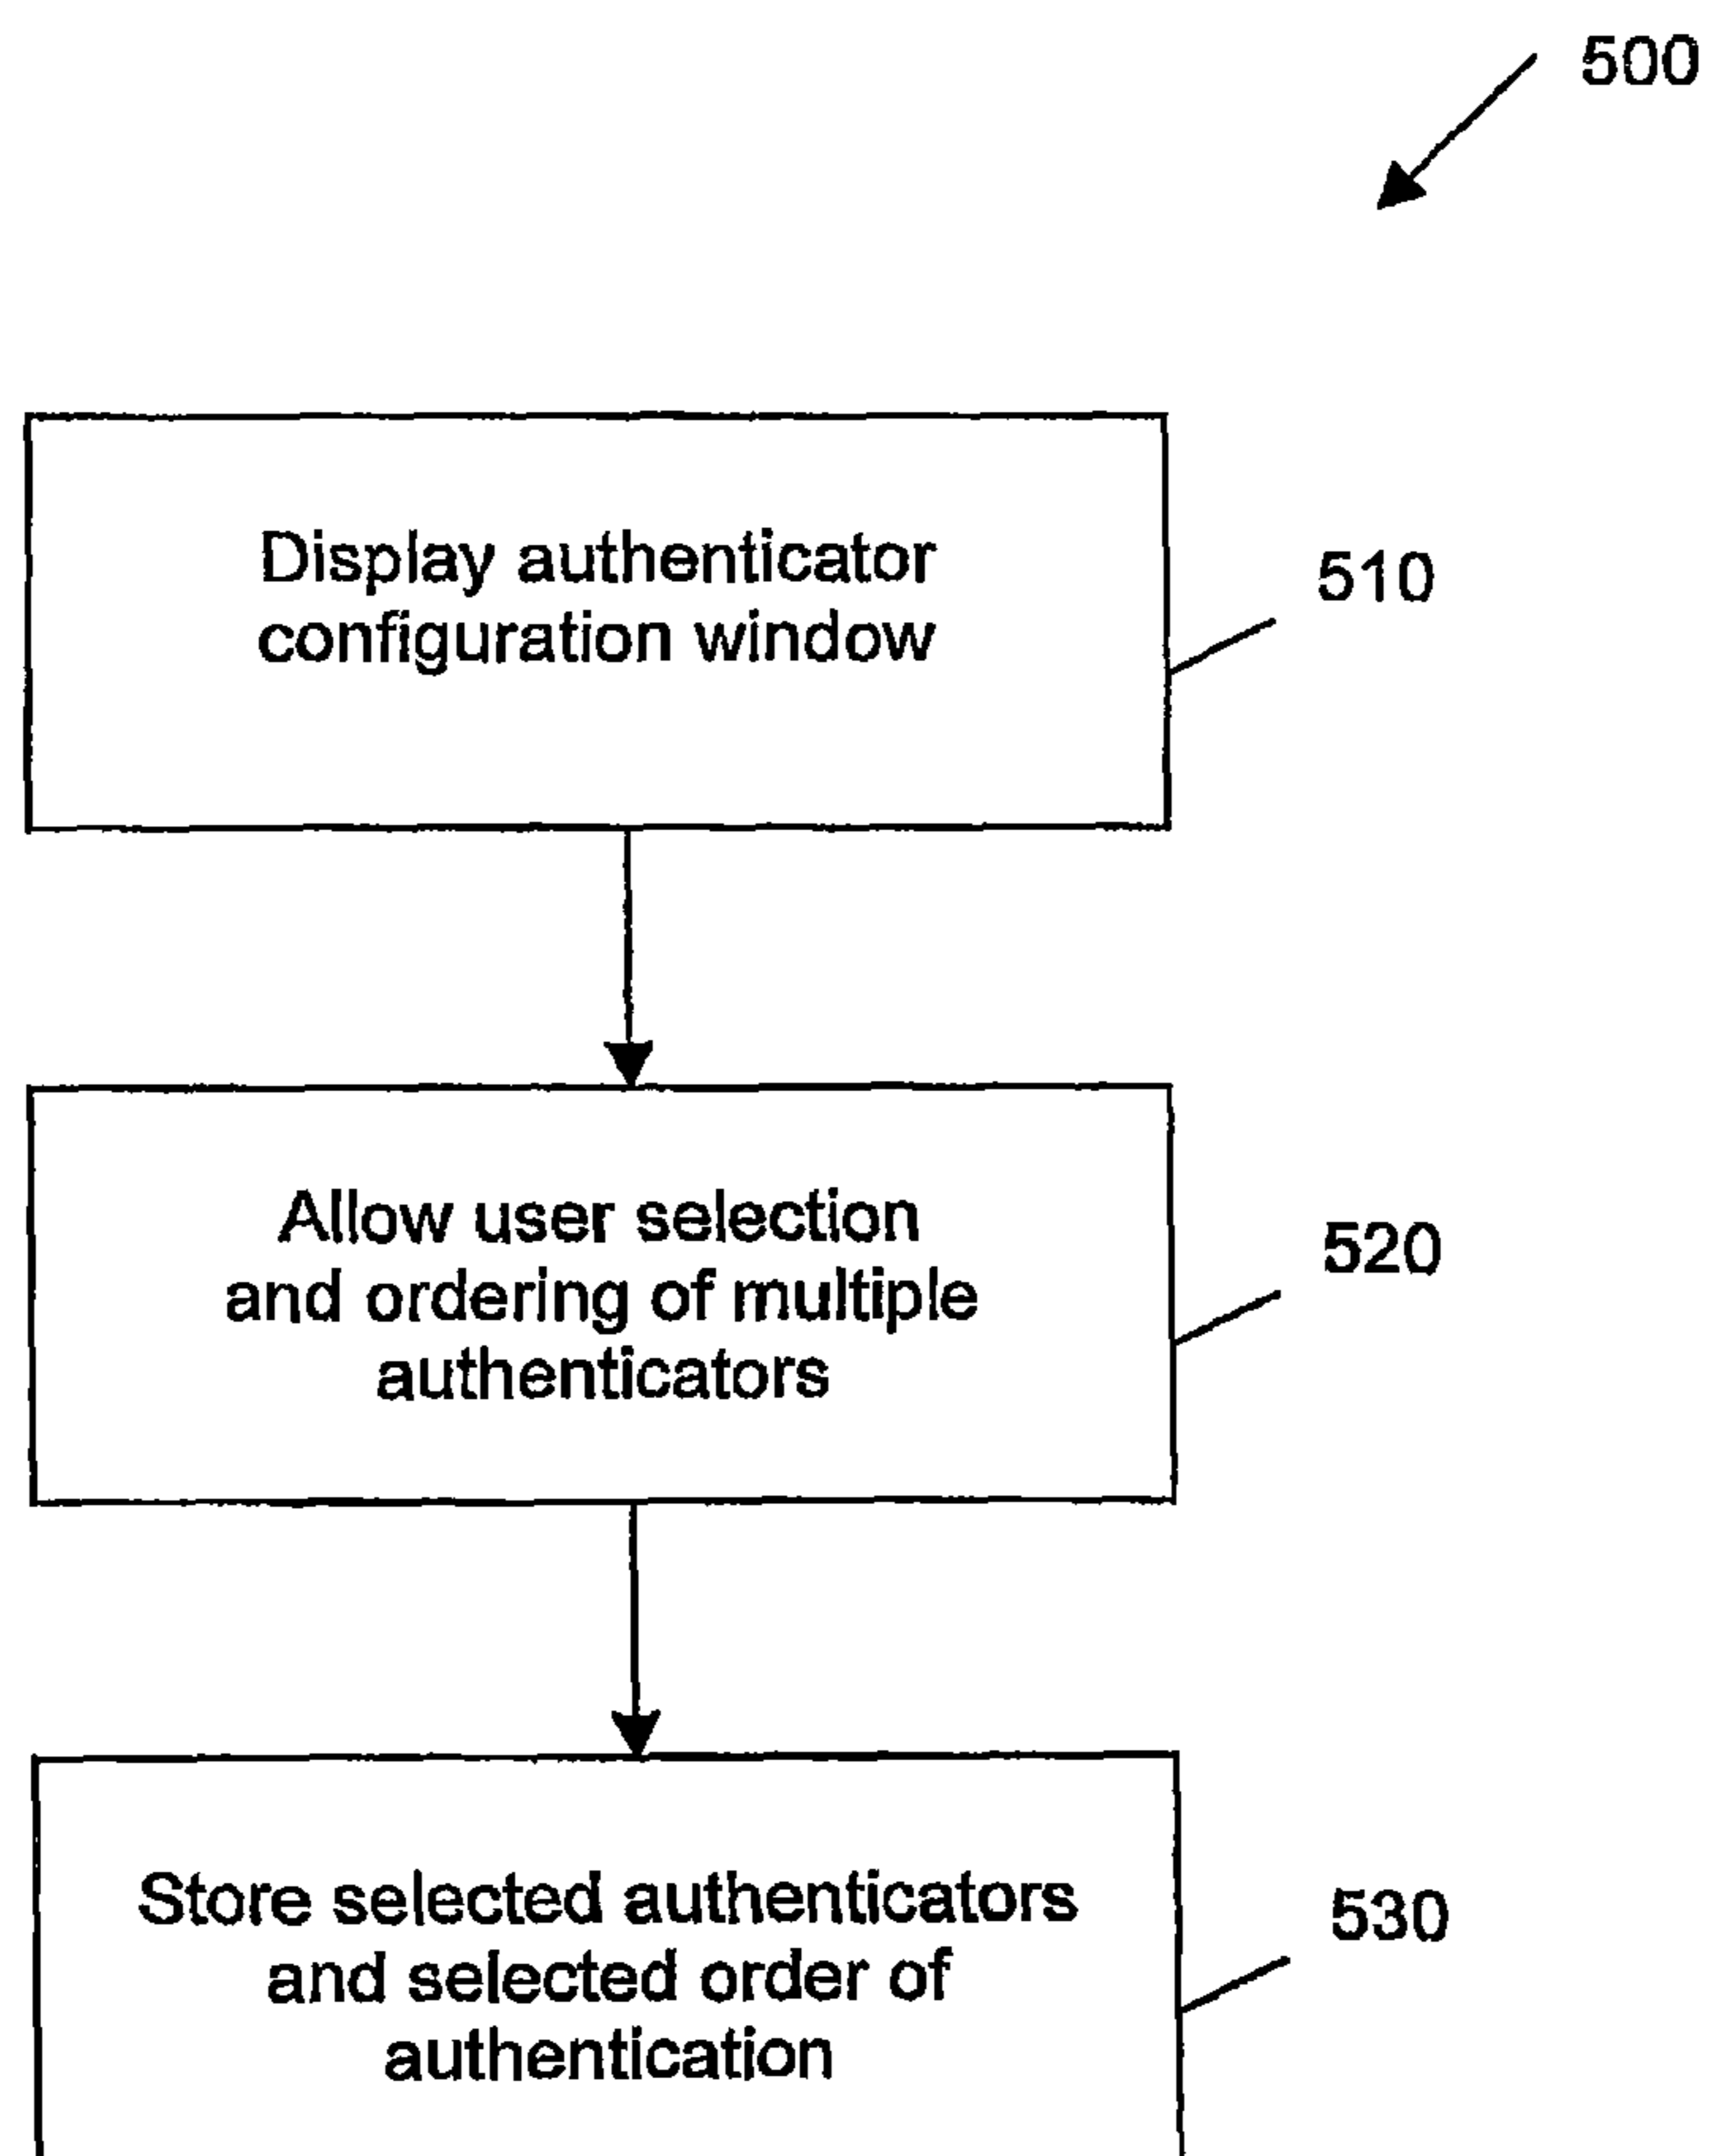 500
Display authenticator
configuration window
510
Allow user selection
and ordering of multiple
authenticators
520
Store selected authenticators
and selected order of
authentication
530